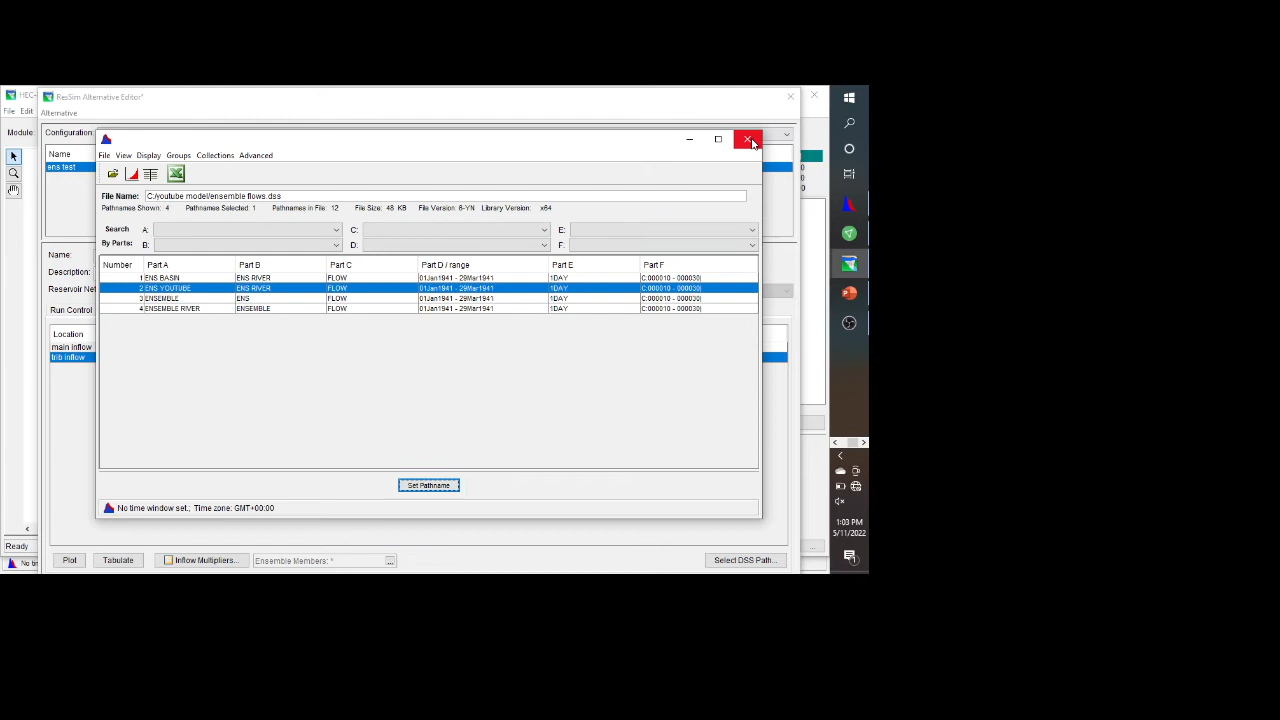 HEC-
ResSim Alternative Editor*
File Edit
Alternative
Module:
Configuration:
Name
ens test
File View Display Groups Collections Advanced
File Name: C:/youtube model/ensemble flows.dss
Pathnames Shown: 4 Pathnames Selected: 1 Pathnames in File: 12 File Size: 48 KB File Version: 6-YN Library Version: x64
Search A: C: E:
By Parts: B: D: F:
Number Part A Part B Part C Part D / range Part E Part F
1 ENS BASIN ENS RIVER FLOW 01Jan1941 - 29Mar1941 1DAY C:000010 - 000030|
2 ENS YOUTUBE ENS RIVER FLOW 01Jan1941 - 29Mar1941 1DAY C:000010 - 000030|
3 ENSEMBLE ENS FLOW 01Jan1941 - 29Mar1941 1DAY C:000010 - 000030|
4 ENSEMBLE RIVER ENSEMBLE FLOW 01Jan1941 - 29Mar1941 1DAY C:000010 - 000030|
Name:
Description:
Reservoir Net
Run Control
Location
main inflow
trib inflow
Set Pathname
No time window set.; Time zone: GMT+00:00
Ready
No ti
Plot Tabulate Inflow Multipliers... Ensemble Members: * ... Select DSS Path...
1:03 PM
5/11/2022